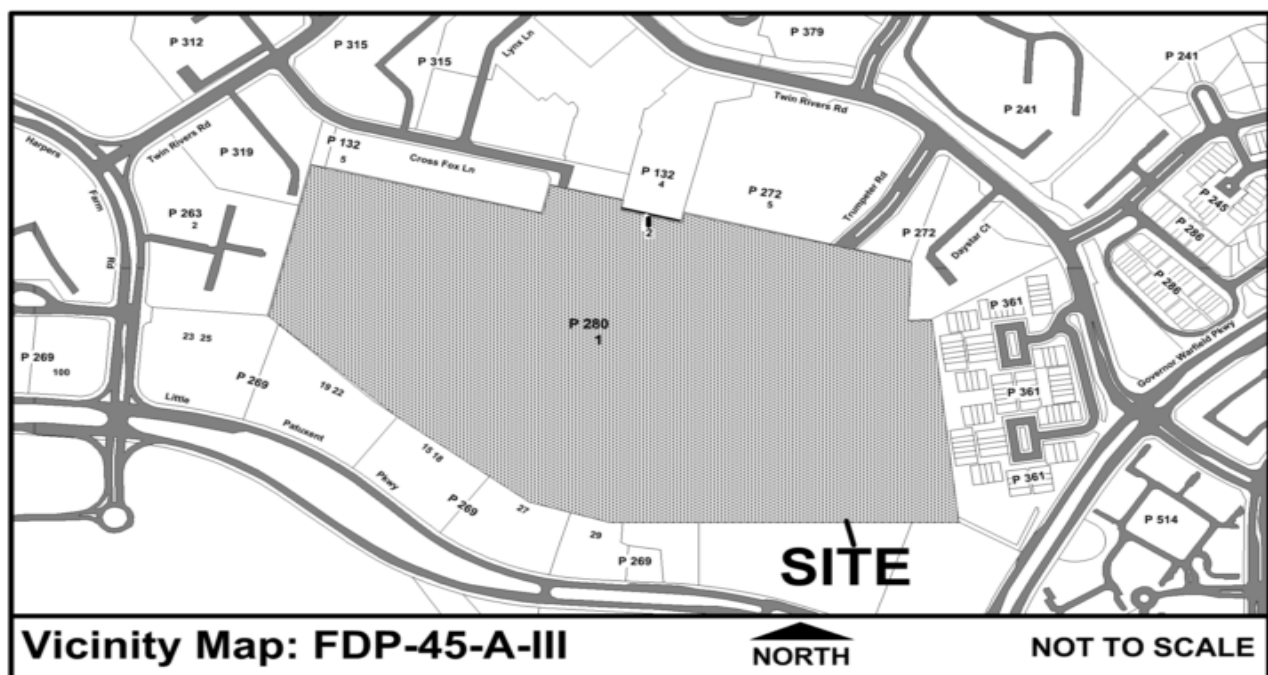 P 312
P 315
P 315
Lynx Ln
P 379
P 241
P 241
Twin Rivers Rd
Harpers
Farm
Rd
Twin Rivers Rd
P 319
P 132
5
Cross Fox Ln
P 132
4
P 272
5
Trumpeter Rd
P 272
Daystar Ct
P 245
P 286
P 286
P 263
2
2
P 280
1
P 361
P 361
P 361
Governor Warfield Pkwy
23 25
P 269
100
P 269
19 22
Little
Patuxent
Pkwy
15 18
P 269
27
29
P 269
P 514
SITE
Vicinity Map: FDP-45-A-III
NORTH
NOT TO SCALE